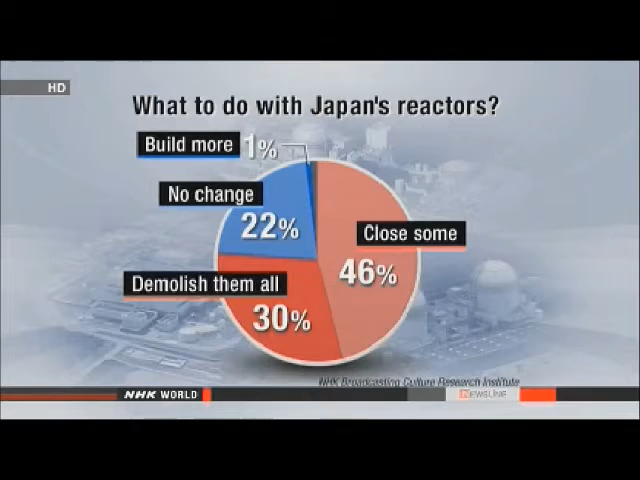 HD
What to do with Japan's reactors?
Build more 1%
No change
22%
Close some
46%
Demolish them all
30%
NHK Broadcasting Culture Research Institute
NHK WORLD
NEWSLINE